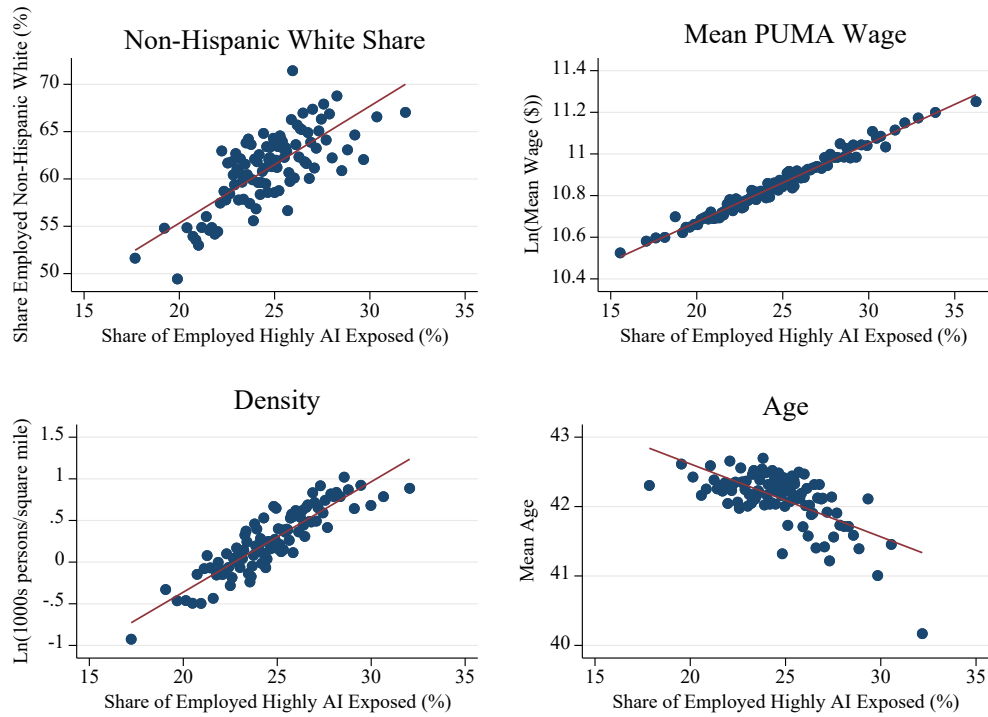 Non-Hispanic White Share
Share Employed Non-Hispanic White (%)
70
65
60
55
50
15 20 25 30 35
Share of Employed Highly AI Exposed (%)
Mean PUMA Wage
Ln(Mean Wage ($))
11.4
11.2
11
10.8
10.6
10.4
15 20 25 30 35
Share of Employed Highly AI Exposed (%)
Density
Ln(1000s persons/square mile)
1.5
1
.5
0
-.5
-1
15 20 25 30 35
Share of Employed Highly AI Exposed (%)
Age
Mean Age
43
42
41
40
15 20 25 30 35
Share of Employed Highly AI Exposed (%)